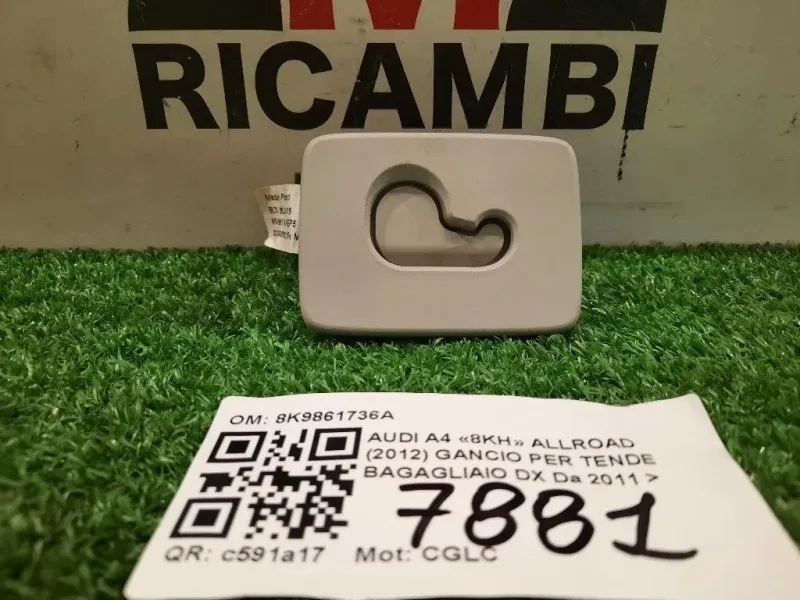 RICAMBI
OM: 8K9861736A
AUDI A4 «8KH» ALLROAD
(2012) GANCIO PER TENDE
BAGAGLIAIO DX Da 2011 >
7881
QR: c591a17 Mot: CGLC